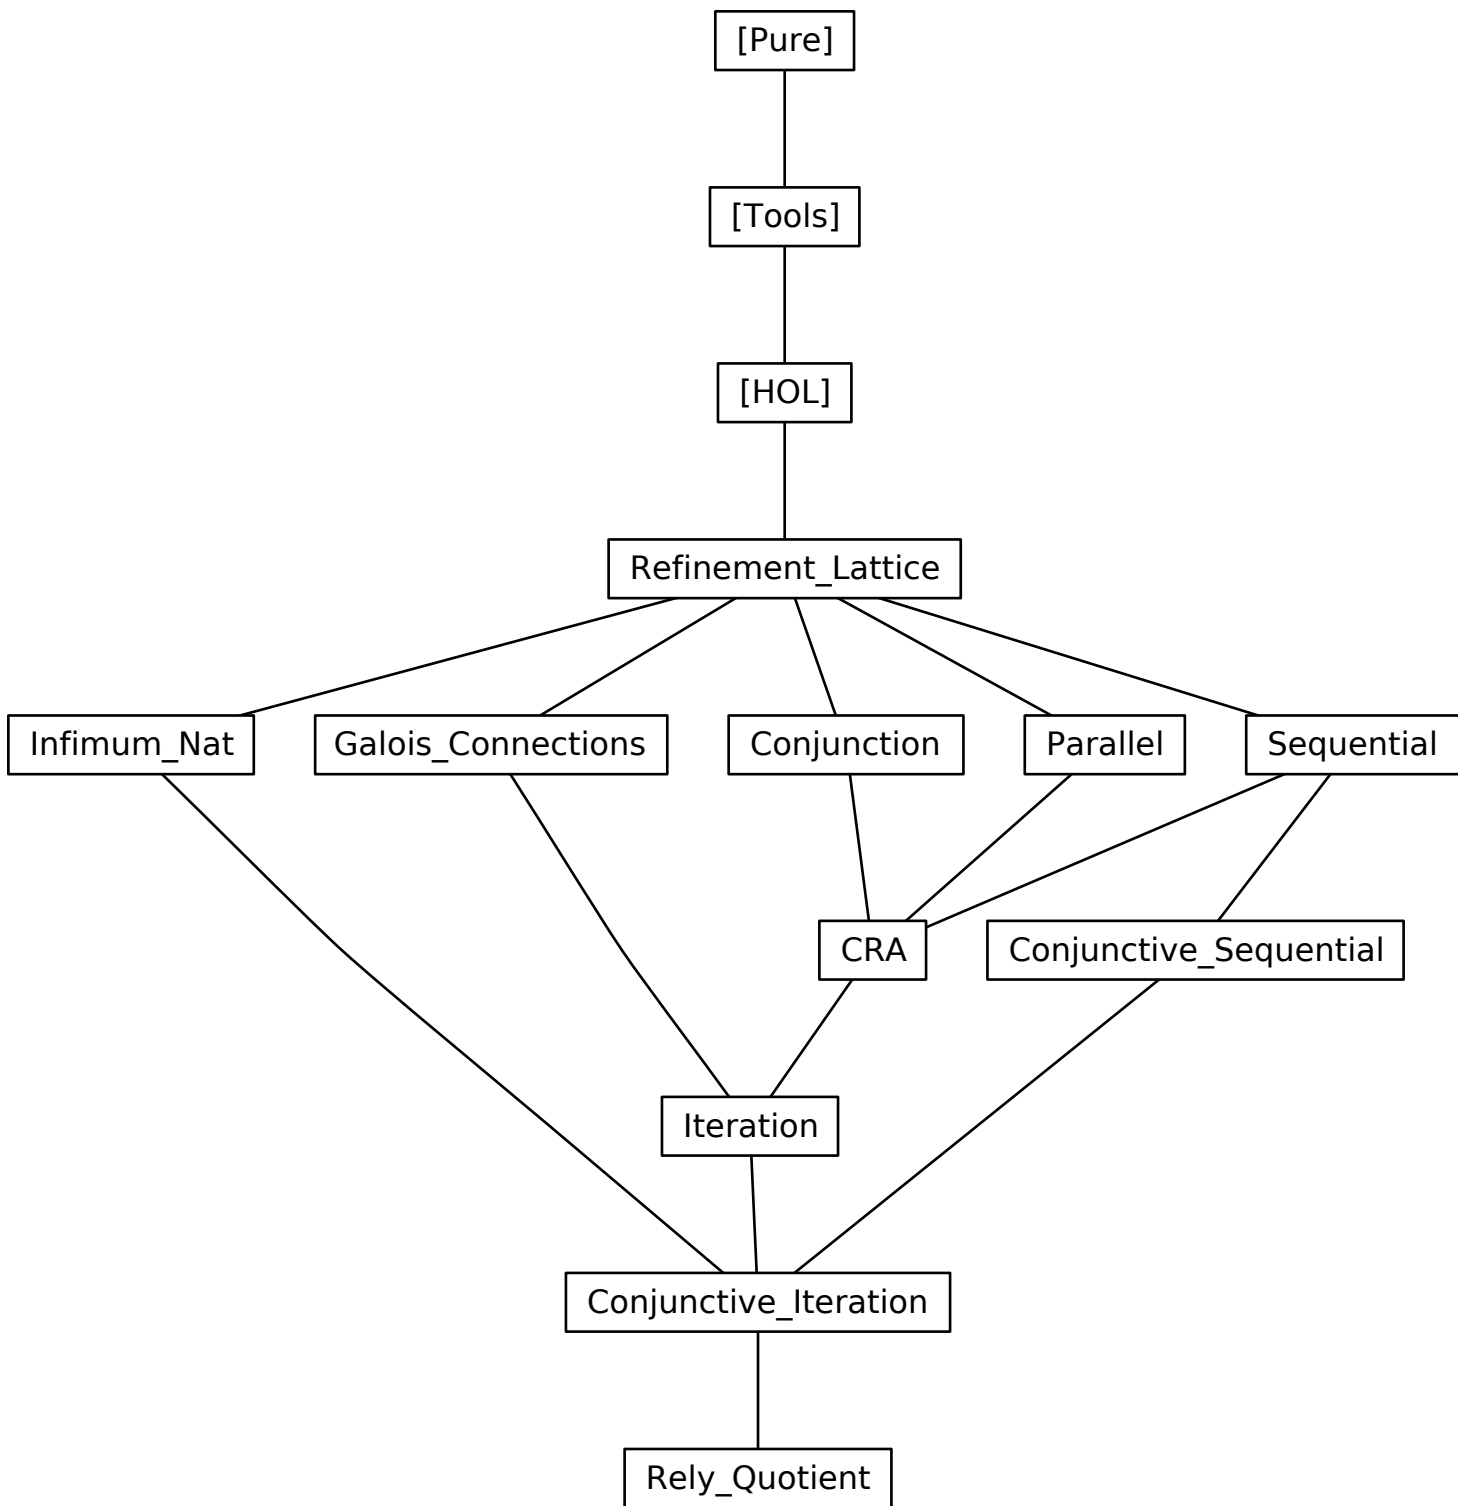 [Pure]
[Tools]
[HOL]
Refinement_Lattice
Infimum_Nat
Galois_Connections
Conjunction
Parallel
Sequential
CRA
Conjunctive_Sequential
Iteration
Conjunctive_Iteration
Rely_Quotient